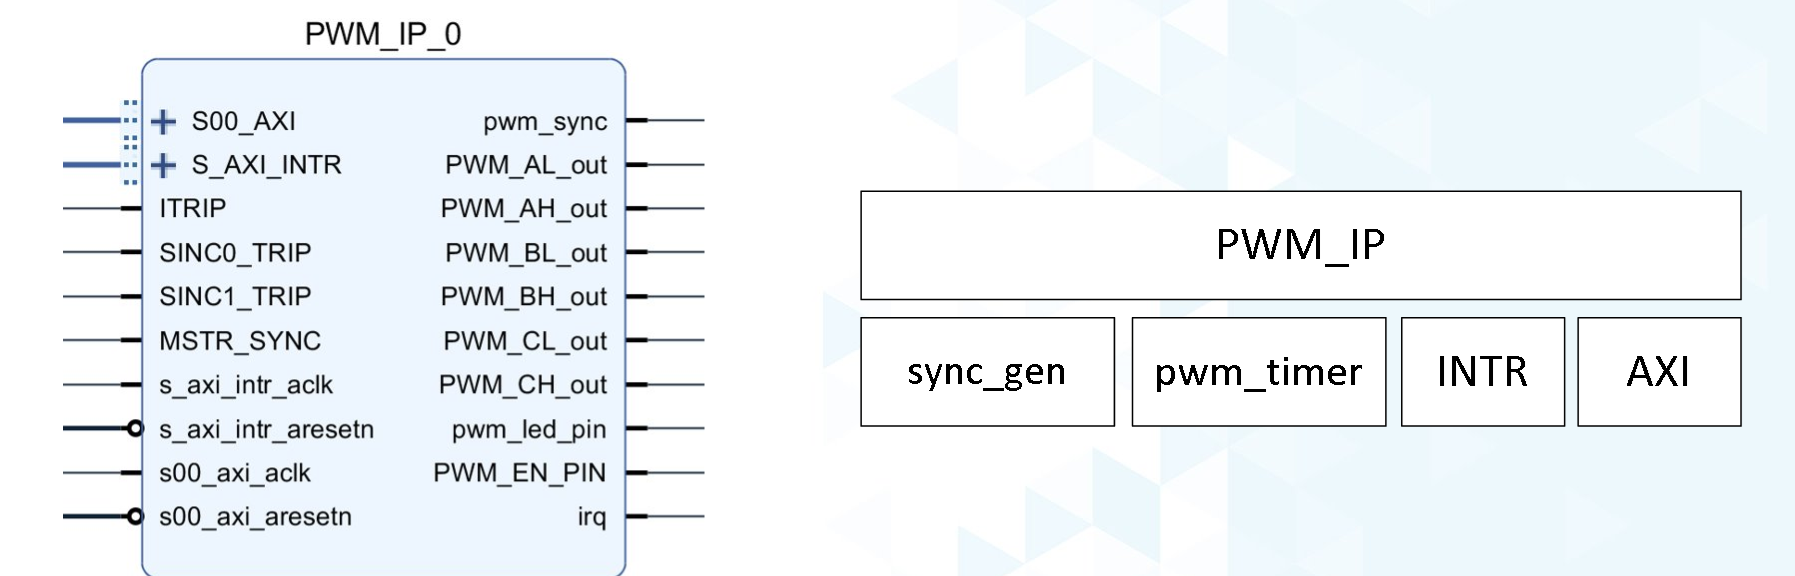 PWM_IP_0
S00_AXI
S_AXI_INTR
ITRIP
SINC0_TRIP
SINC1_TRIP
MSTR_SYNC
s_axi_intr_aclk
s_axi_intr_aresetn
s00_axi_aclk
s00_axi_aresetn
pwm_sync
PWM_AL_out
PWM_AH_out
PWM_BL_out
PWM_BH_out
PWM_CL_out
PWM_CH_out
pwm_led_pin
PWM_EN_PIN
irq
PWM_IP
sync_gen
pwm_timer
INTR
AXI